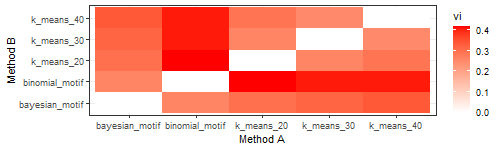 vi
k_means_40
k_means_30
k_means_20
binomial_motif
bayesian_motif
Method B
0.4
0.3
0.2
0.1
0.0
bayesian_motif binomial_motif k_means_20 k_means_30 k_means_40
Method A